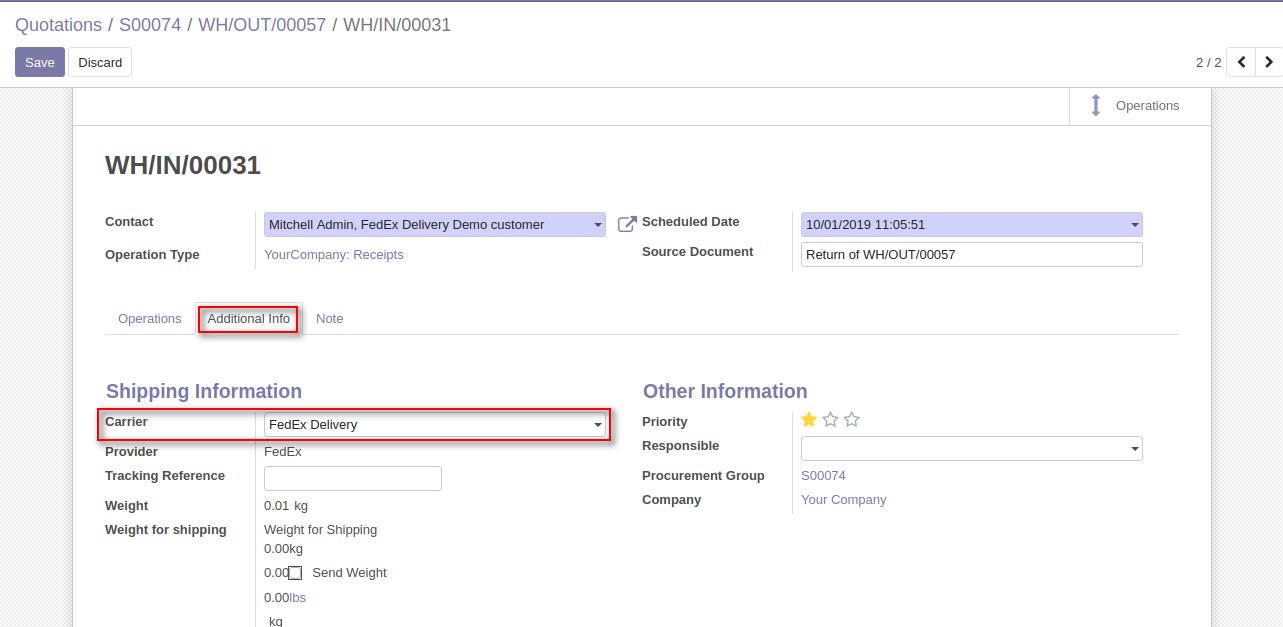 Quotations / S00074 / WH/OUT/00057 / WH/IN/00031
Save Discard 2 / 2
Operations
WH/IN/00031
Contact Mitchell Admin, FedEx Delivery Demo customer Scheduled Date 10/01/2019 11:05:51
Operation Type YourCompany: Receipts Source Document Return of WH/OUT/00057
Operations Additional Info Note
Shipping Information Other Information
Carrier FedEx Delivery Priority
Provider FedEx Responsible
Tracking Reference Procurement Group S00074
Weight 0.01 kg Company Your Company
Weight for shipping Weight for Shipping
0.00kg
0.00 Send Weight
0.00lbs
kg